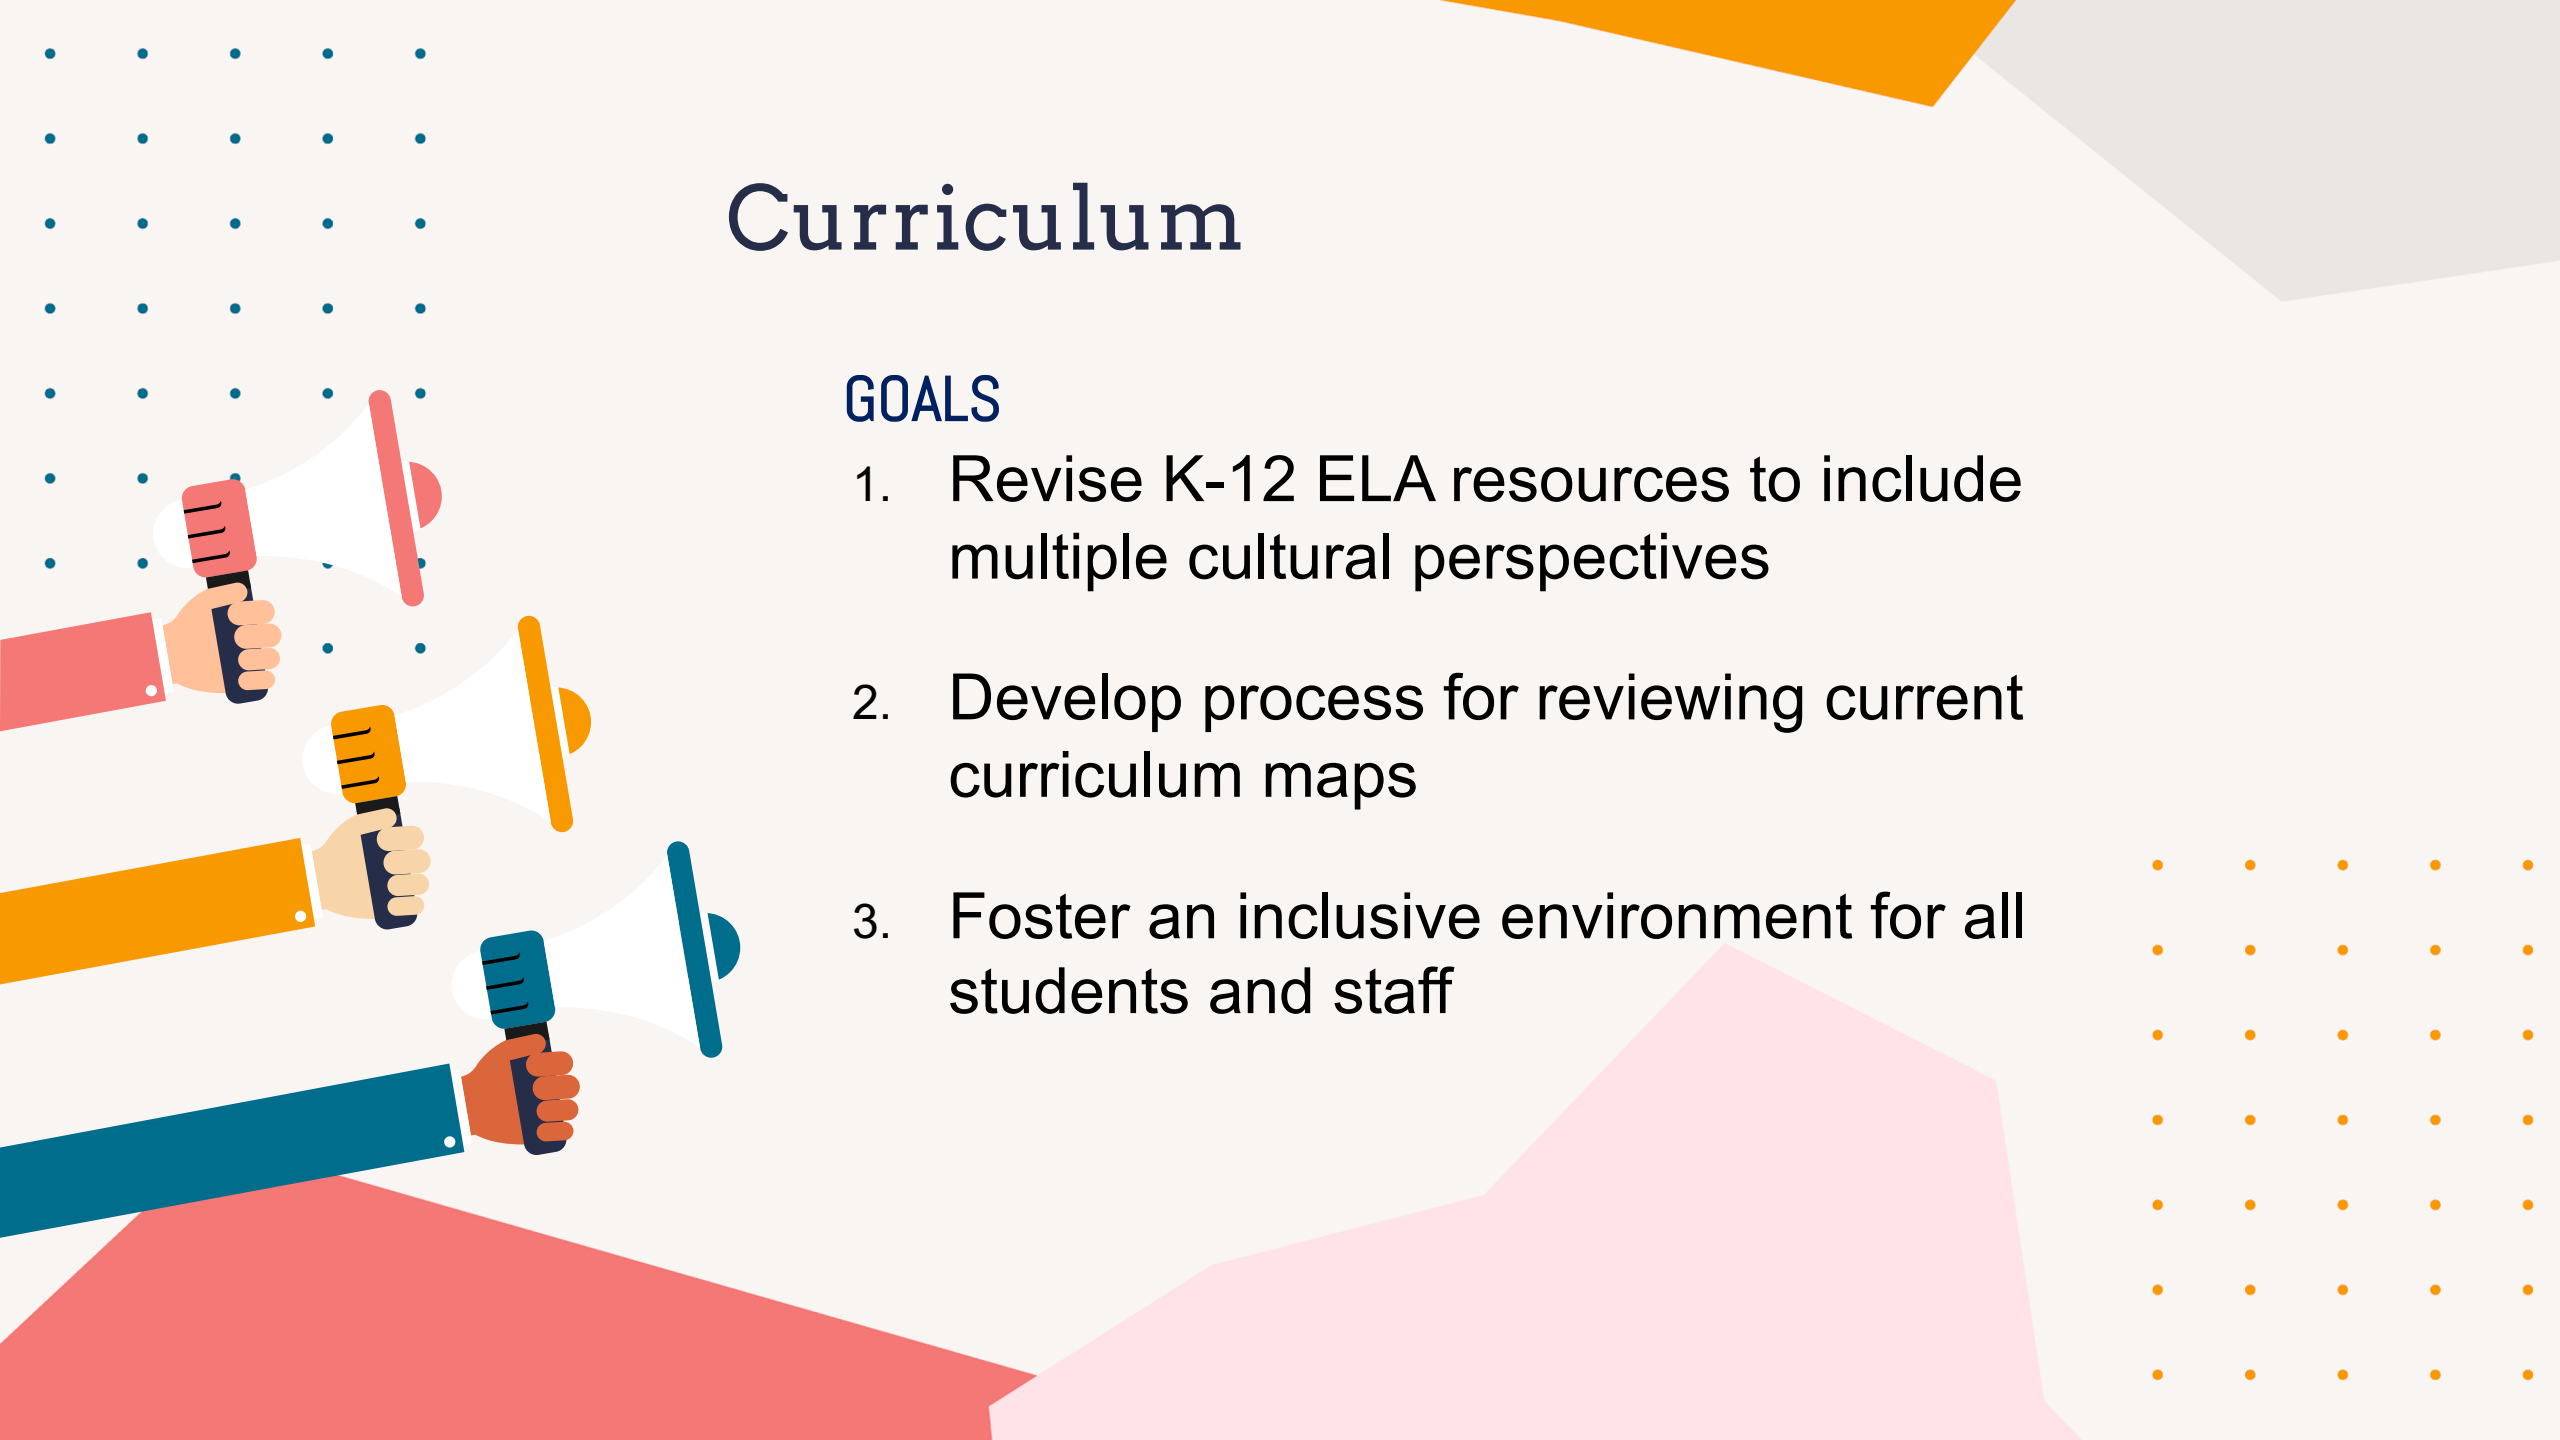 Curriculum
GOALS
1. Revise K-12 ELA resources to include
multiple cultural perspectives
2. Develop process for reviewing current
curriculum maps
3. Foster an inclusive environment for all
students and staff